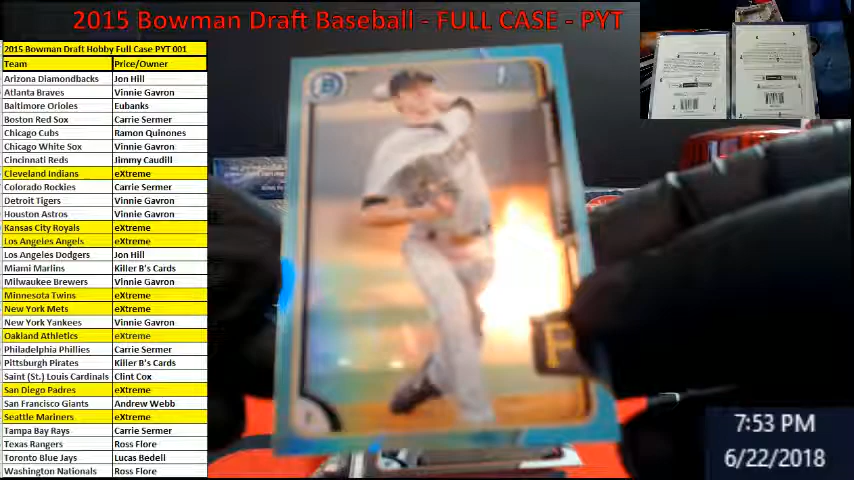 2015 Bowman Draft Baseball - FULL CASE - PYT
2015 Bowman Draft Hobby Full Case PYT 001
Team Price/Owner
Arizona Diamondbacks Jon Hill
Atlanta Braves Vinnie Gavron
Baltimore Orioles Eubanks
Boston Red Sox Carrie Sermer
Chicago Cubs Ramon Quinones
Chicago White Sox Vinnie Gavron
Cincinnati Reds Jimmy Caudill
Cleveland Indians eXtreme
Colorado Rockies Carrie Sermer
Detroit Tigers Vinnie Gavron
Houston Astros Vinnie Gavron
Kansas City Royals eXtreme
Los Angeles Angels eXtreme
Los Angeles Dodgers Jon Hill
Miami Marlins Killer B's Cards
Milwaukee Brewers Vinnie Gavron
Minnesota Twins eXtreme
New York Mets eXtreme
New York Yankees Vinnie Gavron
Oakland Athletics eXtreme
Philadelphia Phillies Carrie Sermer
Pittsburgh Pirates Killer B's Cards
Saint (St.) Louis Cardinals Clint Cox
San Diego Padres eXtreme
San Francisco Giants Andrew Webb
Seattle Mariners eXtreme
Tampa Bay Rays Carrie Sermer
Texas Rangers Ross Flore
Toronto Blue Jays Lucas Bedell
Washington Nationals Ross Flore
B
P
7:53 PM
6/22/2018